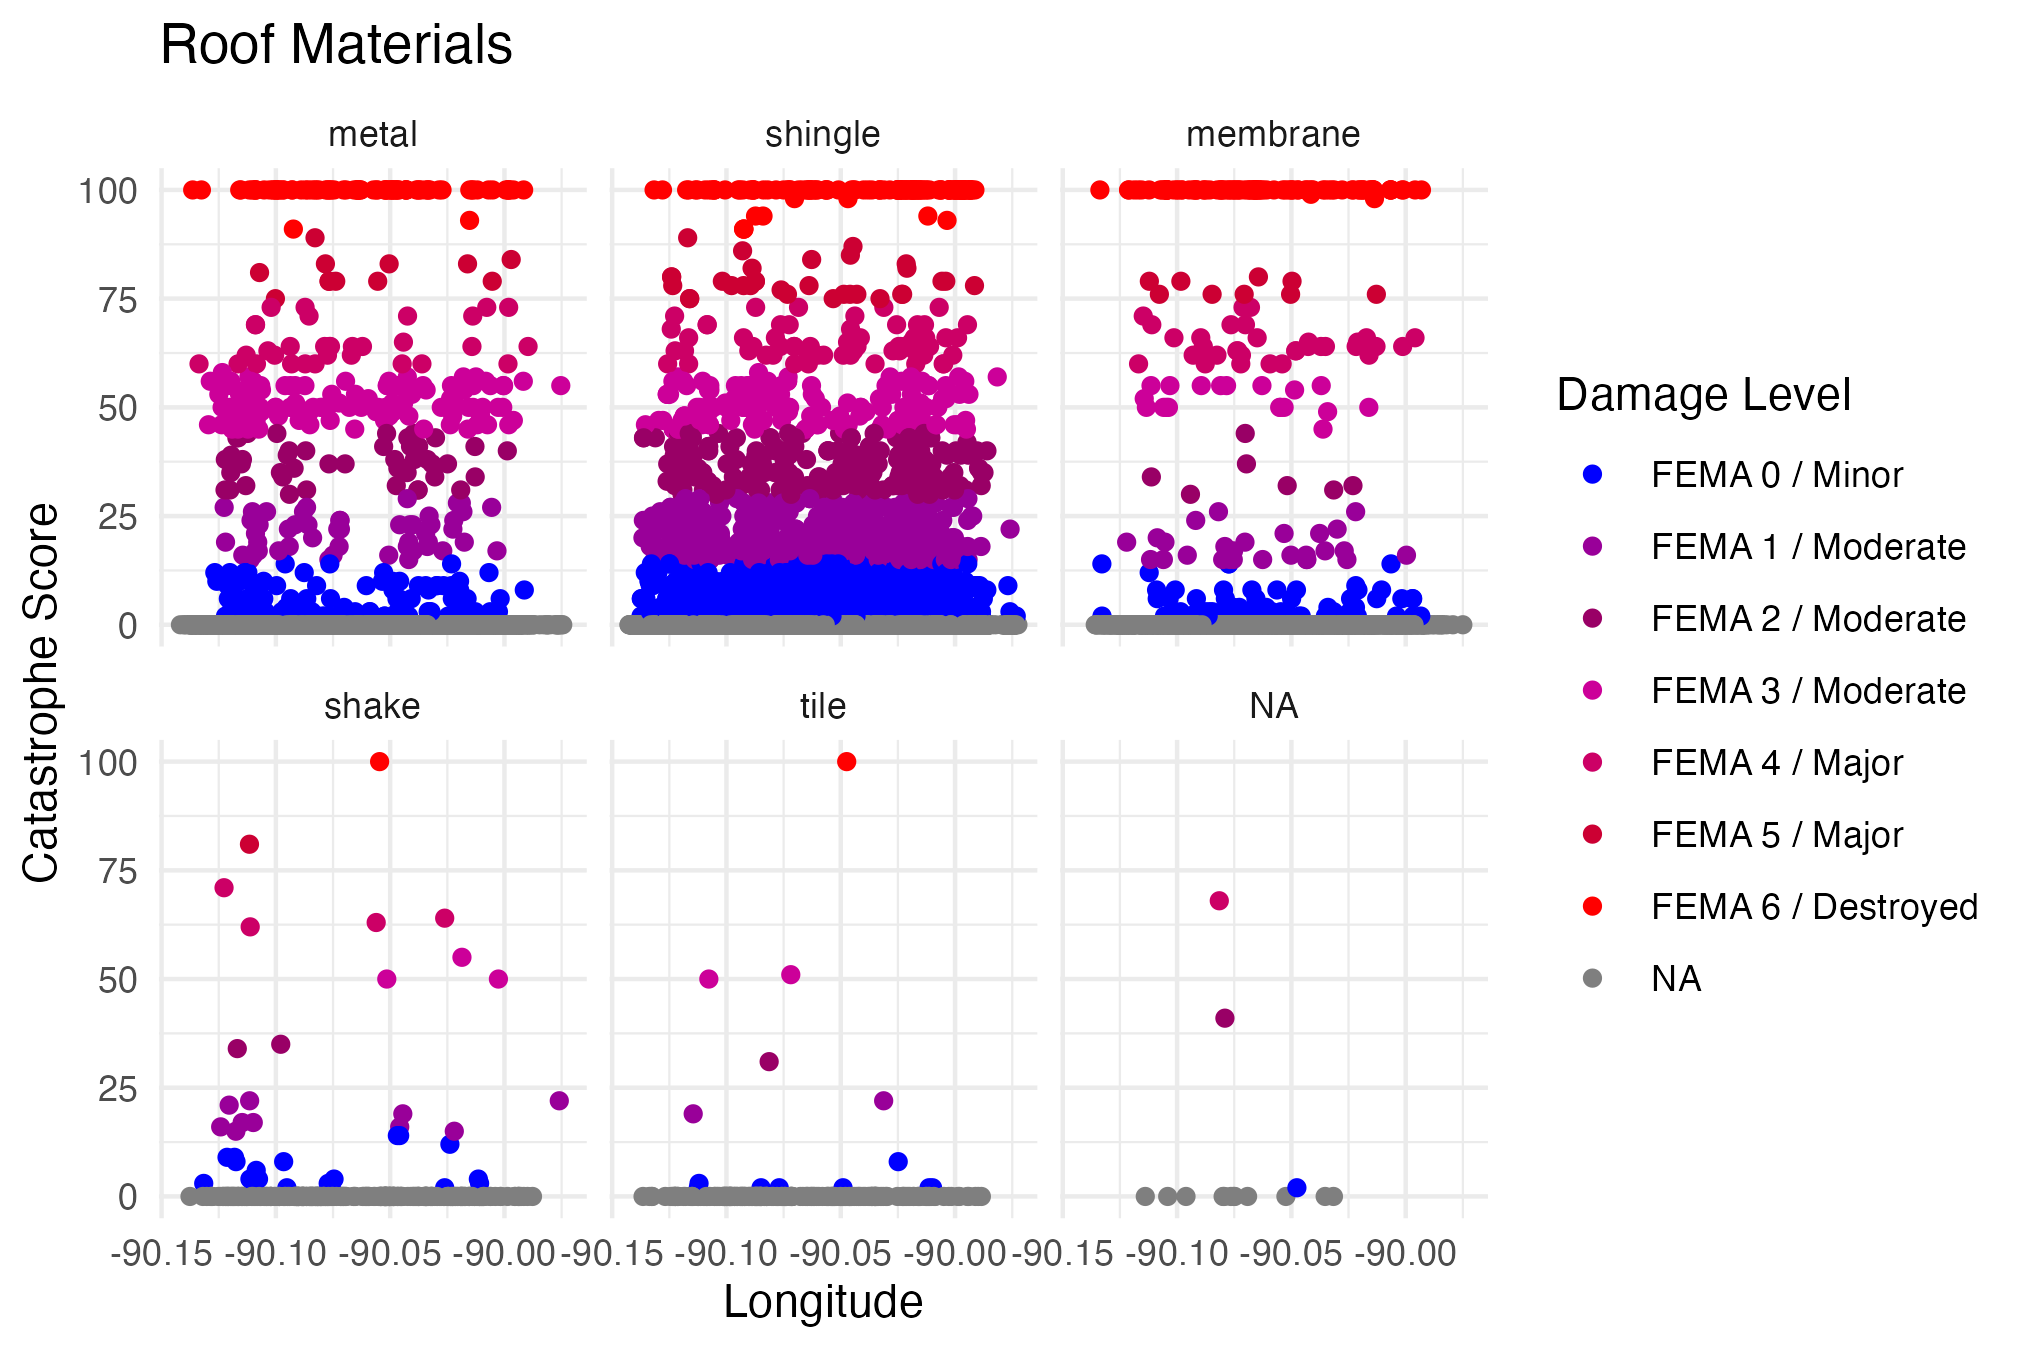 Roof Materials
metal shingle membrane
100
75
50
25
0
shake tile NA
100
75
50
25
0
-90.15 -90.10 -90.05 -90.00 -90.15 -90.10 -90.05 -90.00 -90.15 -90.10 -90.05 -90.00
Longitude
Catastrophe Score
Damage Level
FEMA 0 / Minor
FEMA 1 / Moderate
FEMA 2 / Moderate
FEMA 3 / Moderate
FEMA 4 / Major
FEMA 5 / Major
FEMA 6 / Destroyed
NA